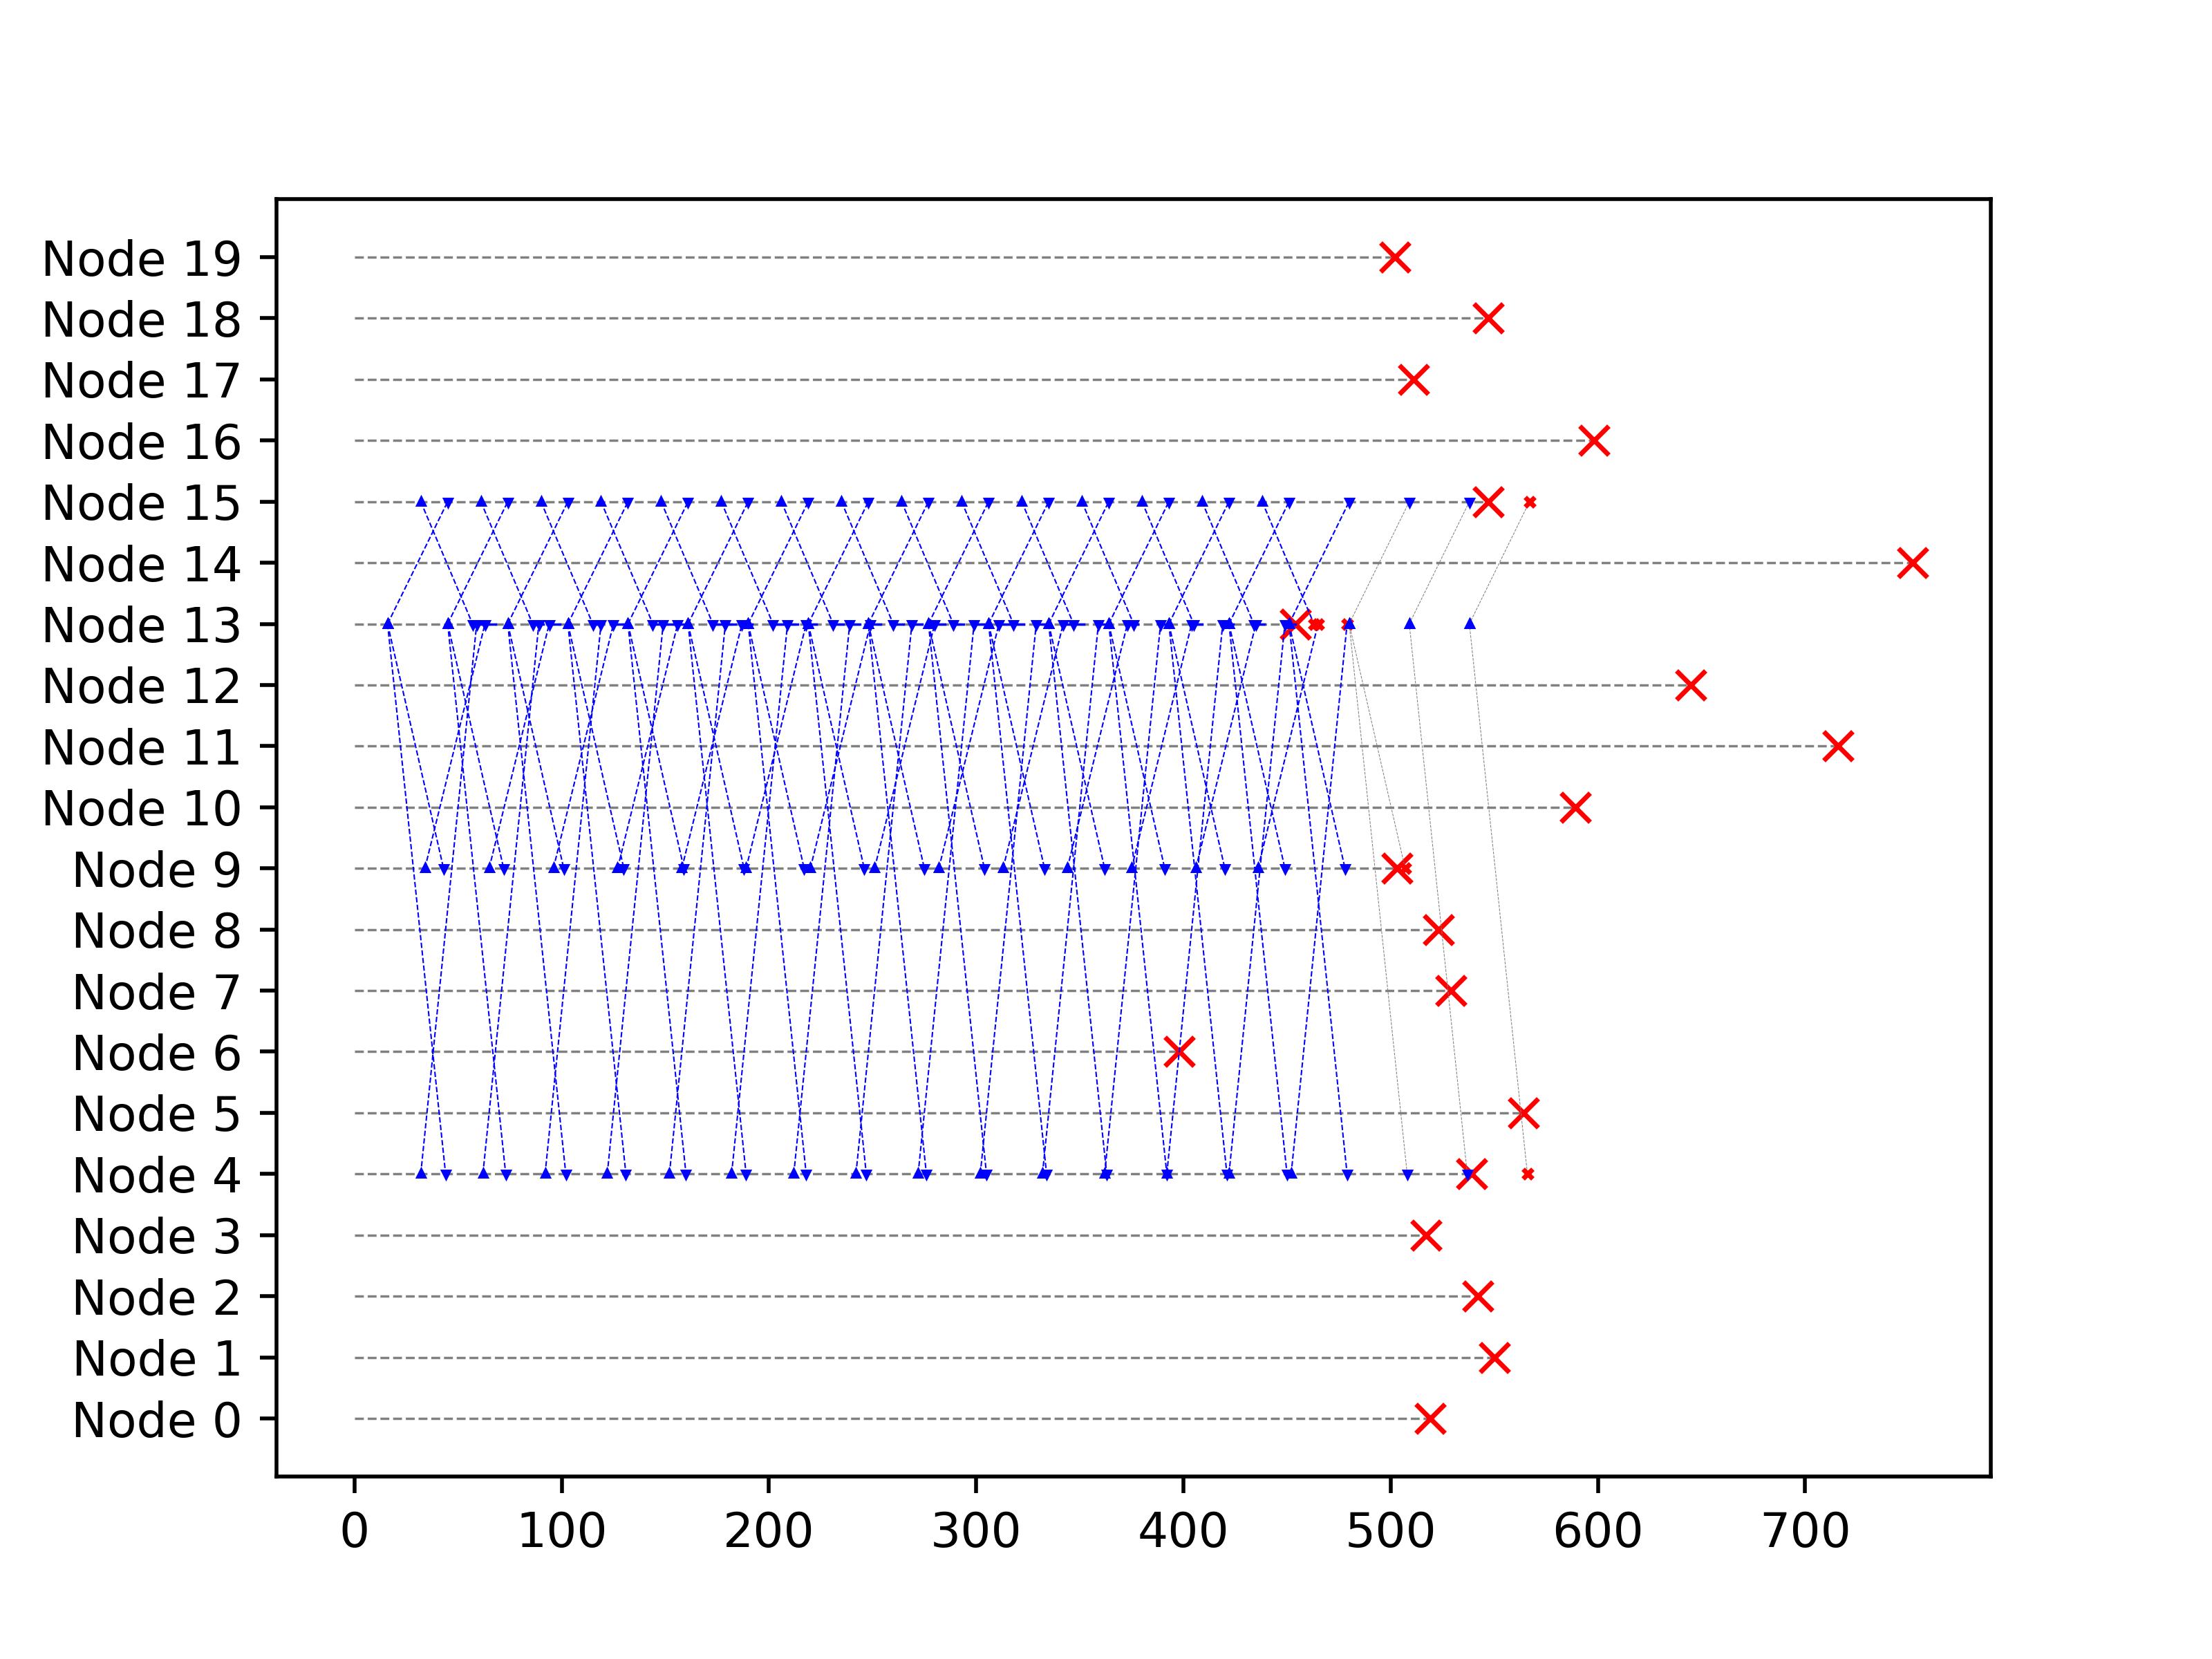 Node 19
Node 18
Node 17
Node 16
Node 15
Node 14
Node 13
Node 12
Node 11
Node 10
Node 9
Node 8
Node 7
Node 6
Node 5
Node 4
Node 3
Node 2
Node 1
Node 0
0 100 200 300 400 500 600 700